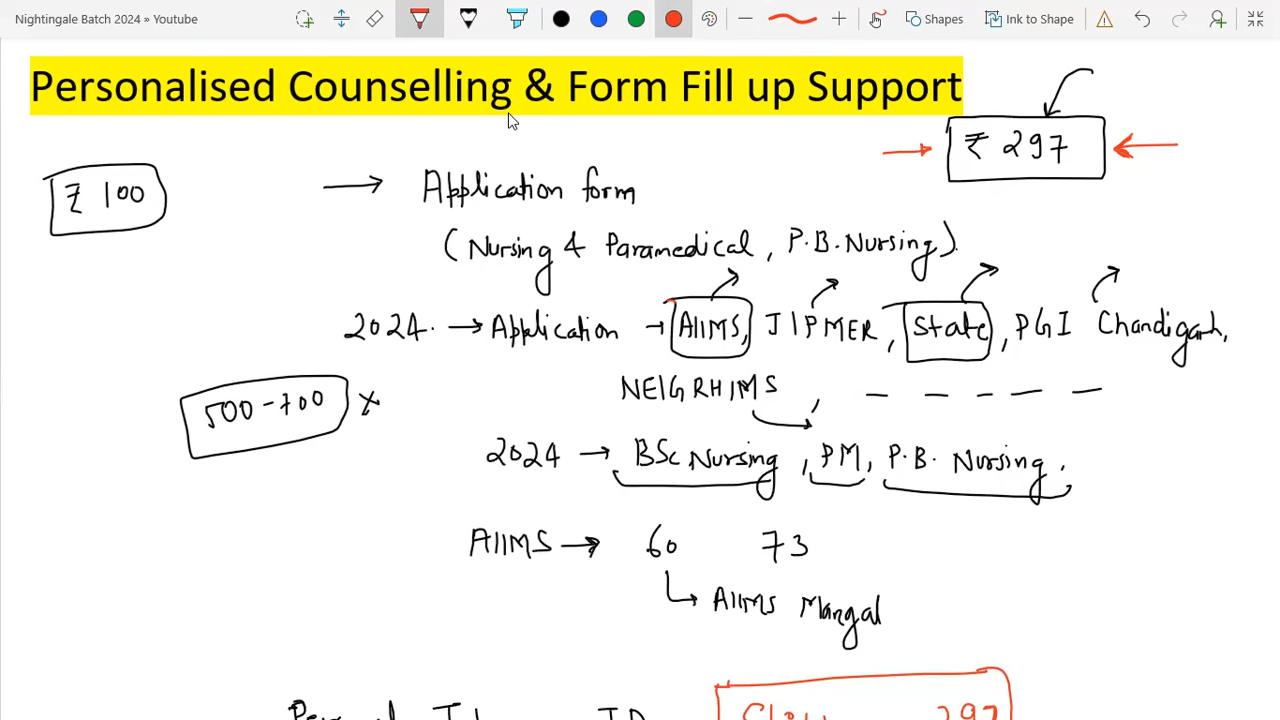 Nightingale Batch 2024 » Youtube
Shapes
Ink to Shape
Personalised Counselling & Form Fill up Support
₹ 297
₹ 100
→ Application form
(Nursing & Paramedical, P.B. Nursing).
2024. → Application → AIIMS, JIPMER, State, PGI Chandigarh,
NEIGRHIMS, — — — —
500-700 ×
2024 → BSc Nursing, PM, P.B. Nursing.
AIIMS → 60 73
AIIMS Mangal
297